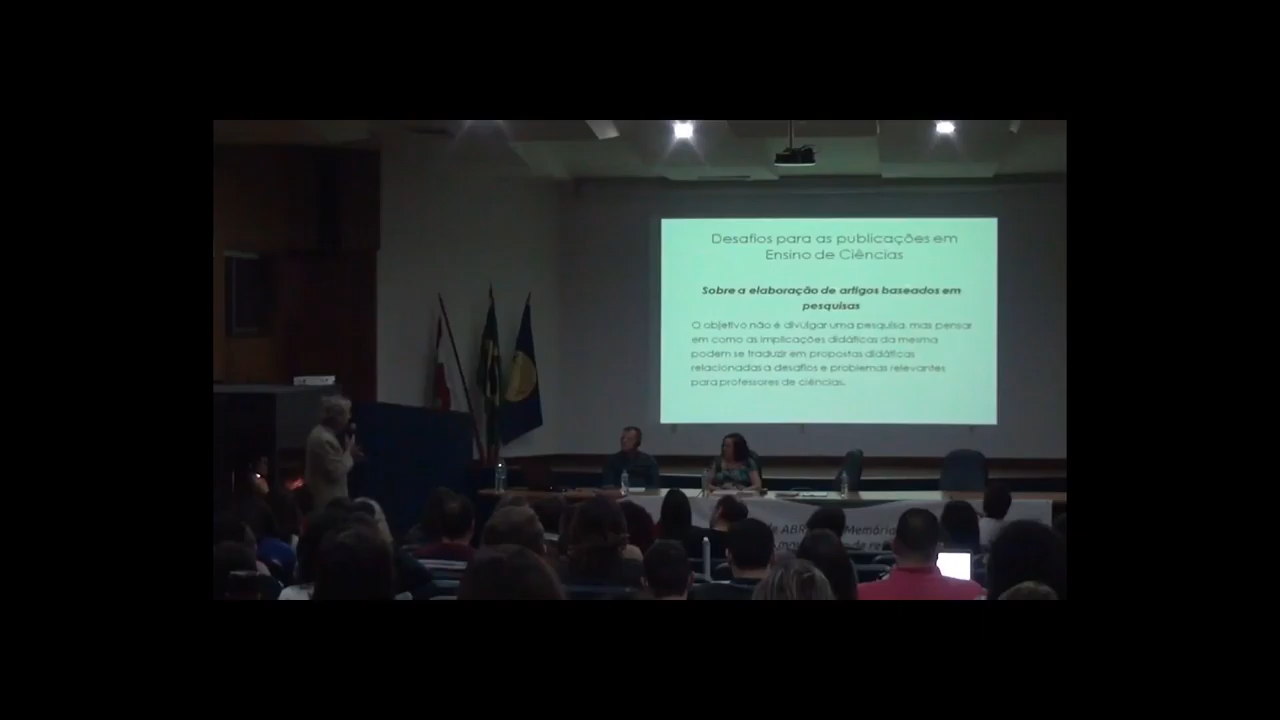 Desafios para as publicações em
Ensino de Ciências
Sobre a elaboração de artigos baseados em
pesquisas
O objetivo não é divulgar uma pesquisa, mas pensar
em como as implicações didáticas da mesma
podem se traduzir em propostas didáticas
relacionadas a desafios e problemas relevantes
para professores de ciências.
Memória